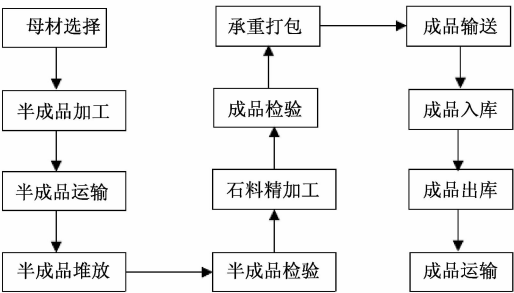 母材选择
半成品加工
半成品运输
半成品堆放
半成品检验
石料精加工
成品检验
承重打包
成品输送
成品入库
成品出库
成品运输